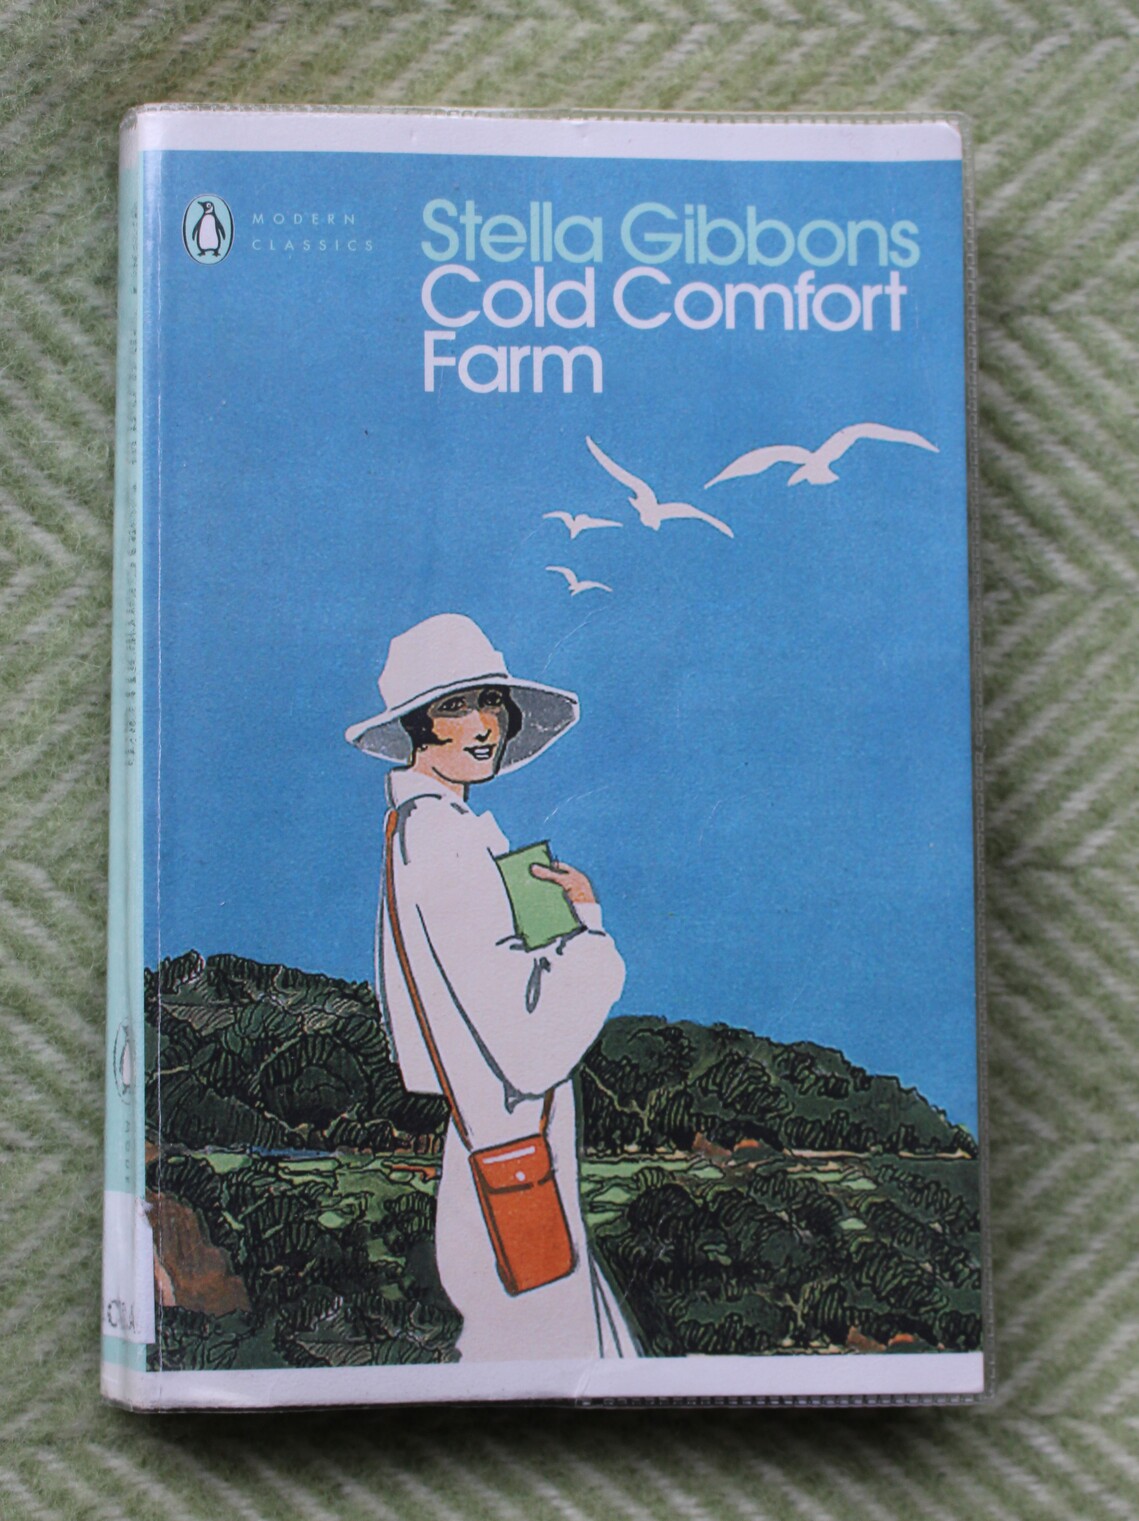 MODERN
CLASSICS
Stella Gibbons
Cold Comfort
Farm